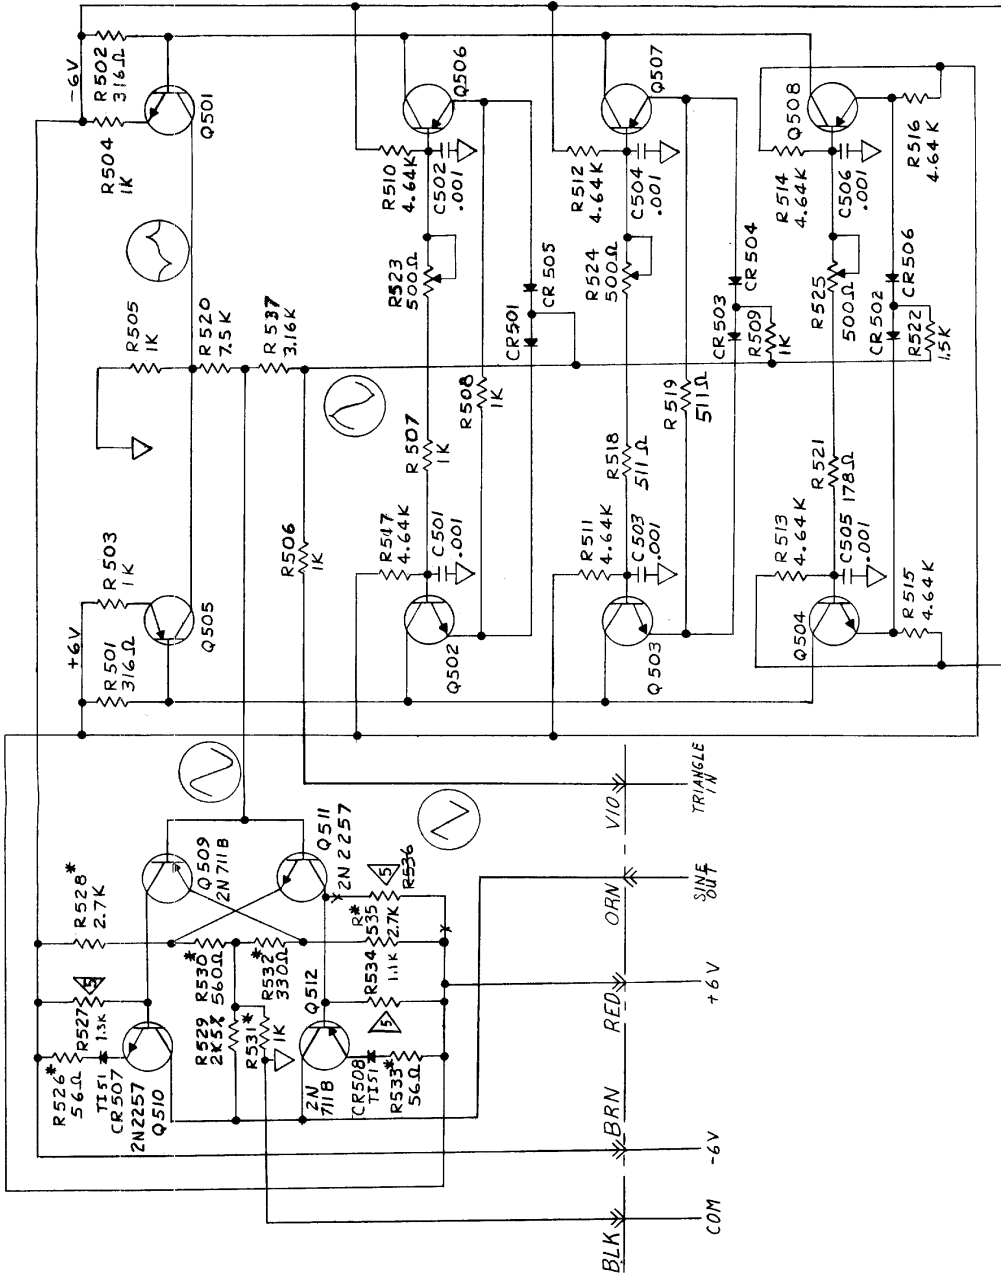 -6V
R502
316Ω
R504
1K
Q501
R505
1K
R520
7.5K
R537
3.16K
R506
1K
R503
1K
+6V
R501
316Ω
Q505
Q506
R510
4.64K
C502
.001
R523
500Ω
CR505
CR501
R508
1K
R507
1K
R547
4.64K
C501
.001
Q502
Q507
R512
4.64K
C504
.001
R524
500Ω
CR504
CR503
R509
1K
R519
511Ω
R518
511Ω
R511
4.64K
C503
.001
Q503
Q508
R514
4.64K
C506
.001
R516
4.64K
R525
500Ω
CR506
CR502
R522
1.5K
R521
178Ω
R513
4.64K
C505
.001
R515
4.64K
Q504
R528*
2.7K
Q509
2N711B
Q511
2N2257
5
R536
R*
535
2.7K
R530*
560Ω
R532*
330Ω
R534
1.1K
5
5
R527
1.3K
R526*
56Ω
TI51
CR507
2N2257
Q510
R529
2K5%
R531*
1K
Q512
2N
711B
CR508
TI51
R533*
56Ω
VIO
TRIANGLE
IN
ORN
SINE
OUT
RED
+6V
BRN
-6V
BLK
COM